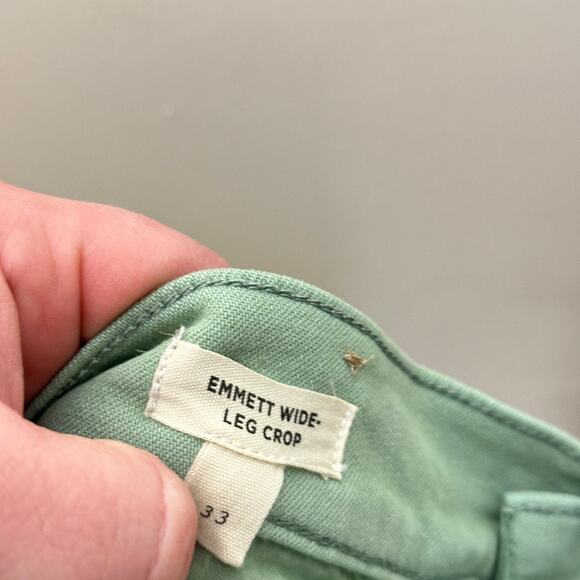 EMMETT WIDE-
LEG CROP
33